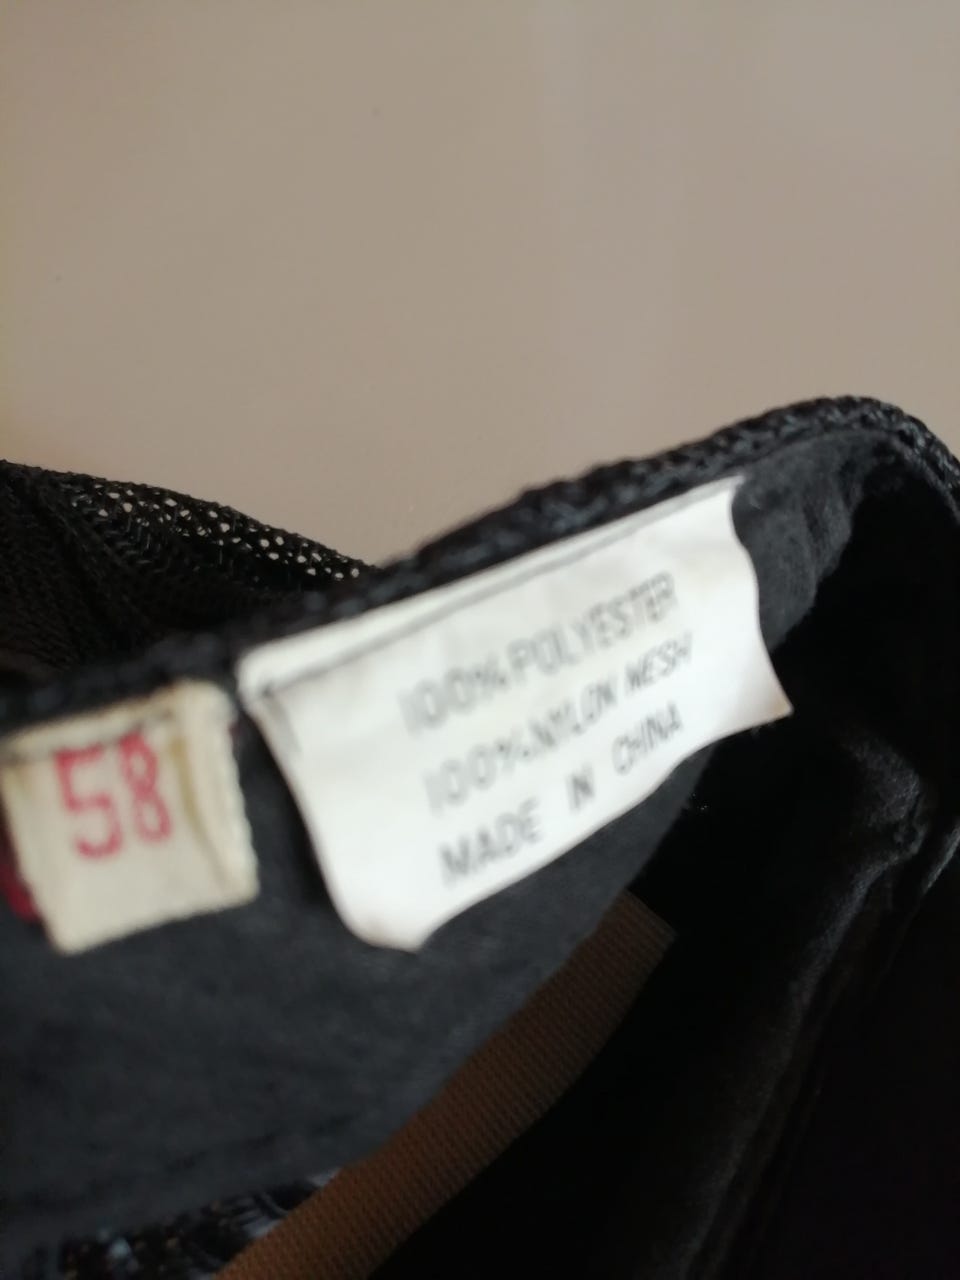 58
100% POLYESTER
100% NYLON MESH
MADE IN CHINA